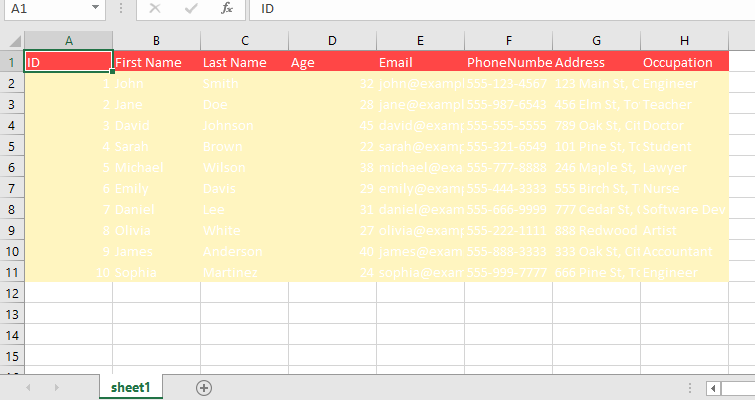 A1 fx ID
A B C D E F G H
1 ID First Name Last Name Age Email PhoneNumbe Address Occupation
2 1 John Smith 32 john@exampl 555-123-4567 123 Main St, C Engineer
3 2 Jane Doe 28 jane@exampl 555-987-6543 456 Elm St, To Teacher
4 3 David Johnson 45 david@examp 555-555-5555 789 Oak St, Cit Doctor
5 4 Sarah Brown 22 sarah@examp 555-321-6549 101 Pine St, To Student
6 5 Michael Wilson 38 michael@exa 555-777-8888 246 Maple St, Lawyer
7 6 Emily Davis 29 emily@examp 555-444-3333 555 Birch St, T Nurse
8 7 Daniel Lee 31 daniel@exam 555-666-9999 777 Cedar St, Software Dev
9 8 Olivia White 27 olivia@examp 555-222-1111 888 Redwood Artist
10 9 James Anderson 40 james@examp 555-888-3333 333 Oak St, Cit Accountant
11 10 Sophia Martinez 24 sophia@exam 555-999-7777 666 Pine St, To Engineer
12
13
14
15
sheet1